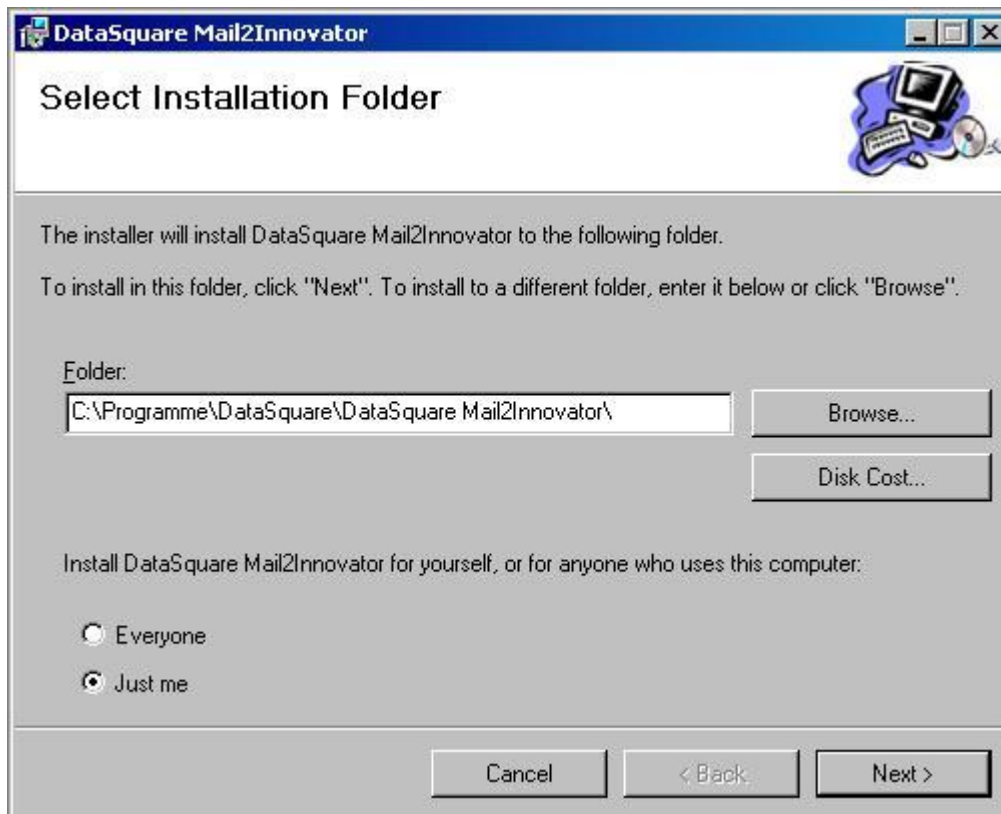 DataSquare Mail2Innovator
Select Installation Folder
The installer will install DataSquare Mail2Innovator to the following folder.
To install in this folder, click "Next". To install to a different folder, enter it below or click "Browse".
Folder:
C:\Programme\DataSquare\DataSquare Mail2Innovator\
Browse...
Disk Cost...
Install DataSquare Mail2Innovator for yourself, or for anyone who uses this computer:
Everyone
Just me
Cancel
< Back
Next >